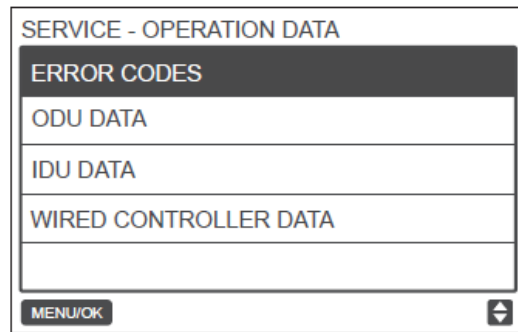 SERVICE - OPERATION DATA
ERROR CODES
ODU DATA
IDU DATA
WIRED CONTROLLER DATA
MENU/OK